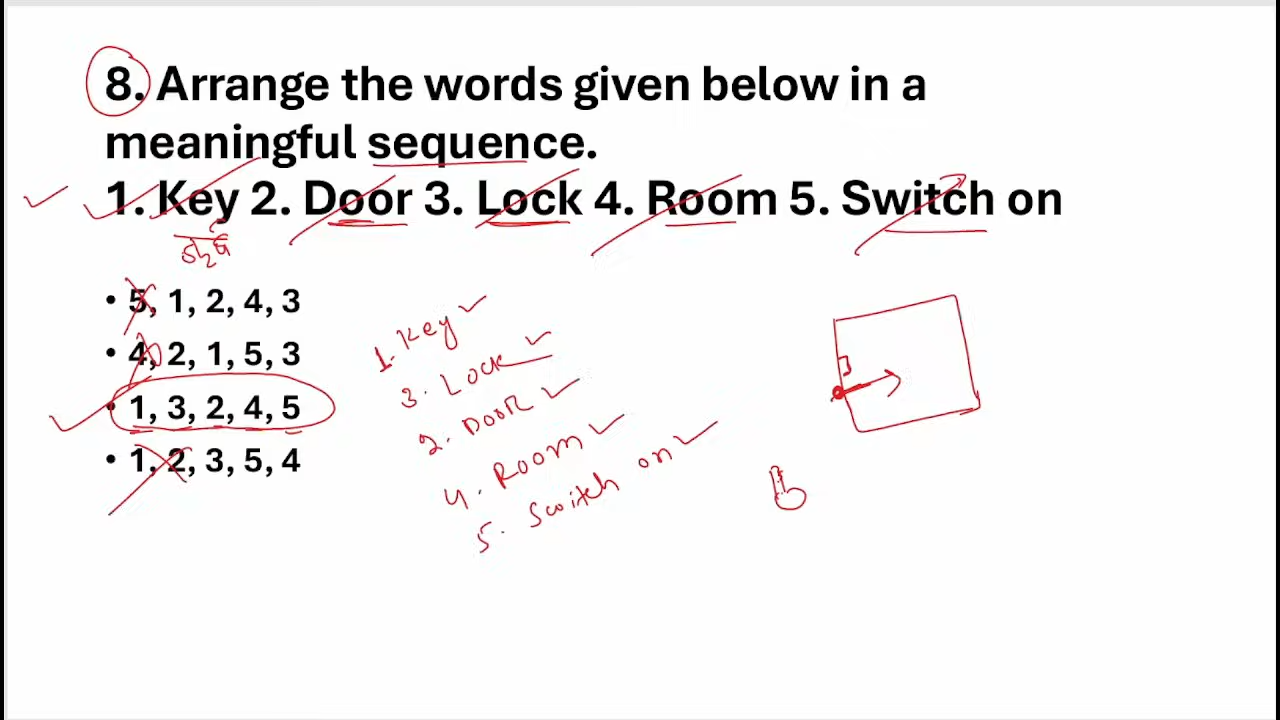 8. Arrange the words given below in a
meaningful sequence.
1. Key 2. Door 3. Lock 4. Room 5. Switch on
• 5, 1, 2, 4, 3
• 4, 2, 1, 5, 3
• 1, 3, 2, 4, 5
• 1, 2, 3, 5, 4
1. Key
3. Lock
2. Door
4. Room
5. Switch on